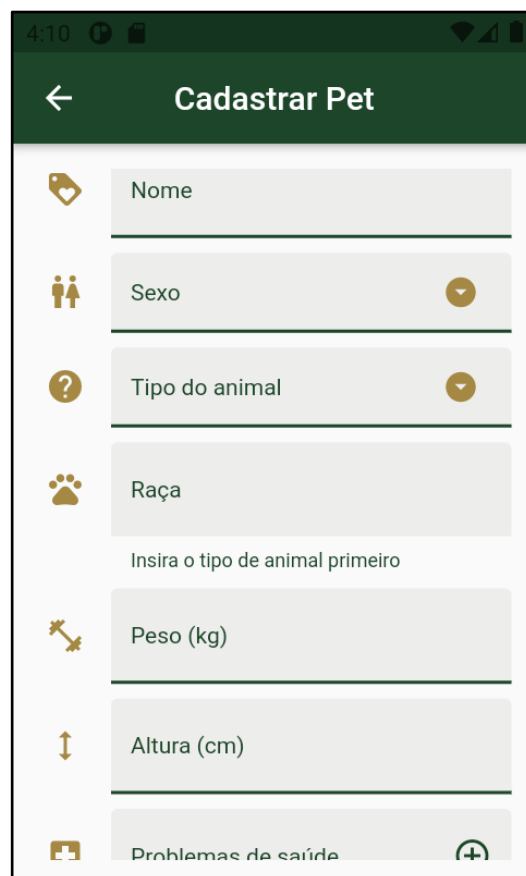 4:10
Cadastrar Pet
Nome
Sexo
Tipo do animal
Raça
Insira o tipo de animal primeiro
Peso (kg)
Altura (cm)
Problemas de saúde